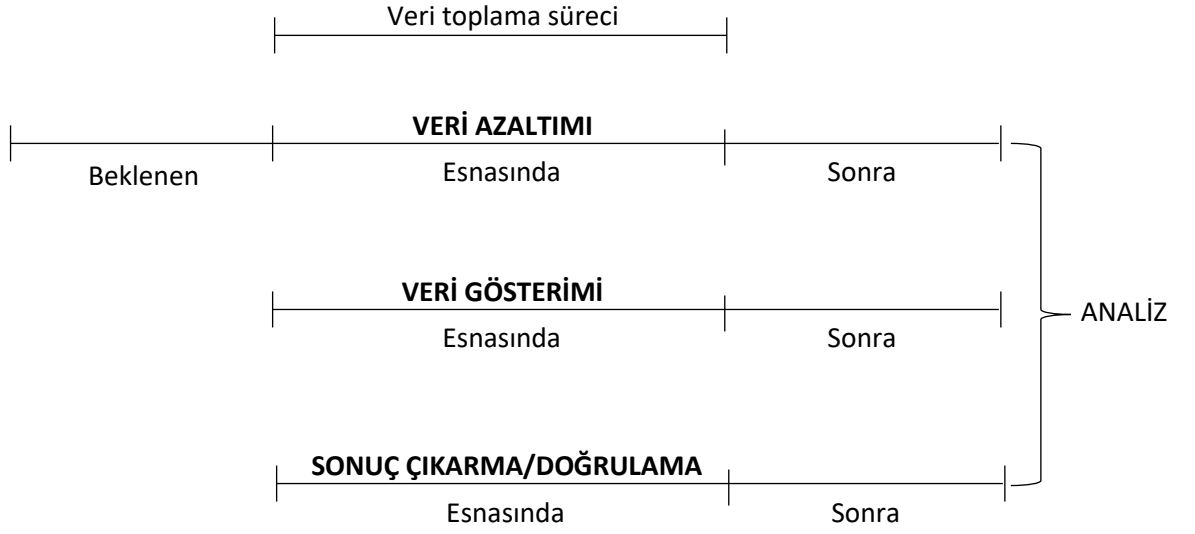 Veri toplama süreci
VERİ AZALTIMI
Beklenen
Esnasında
Sonra
VERİ GÖSTERİMİ
Esnasında
Sonra
ANALİZ
SONUÇ ÇIKARMA/DOĞRULAMA
Esnasında
Sonra